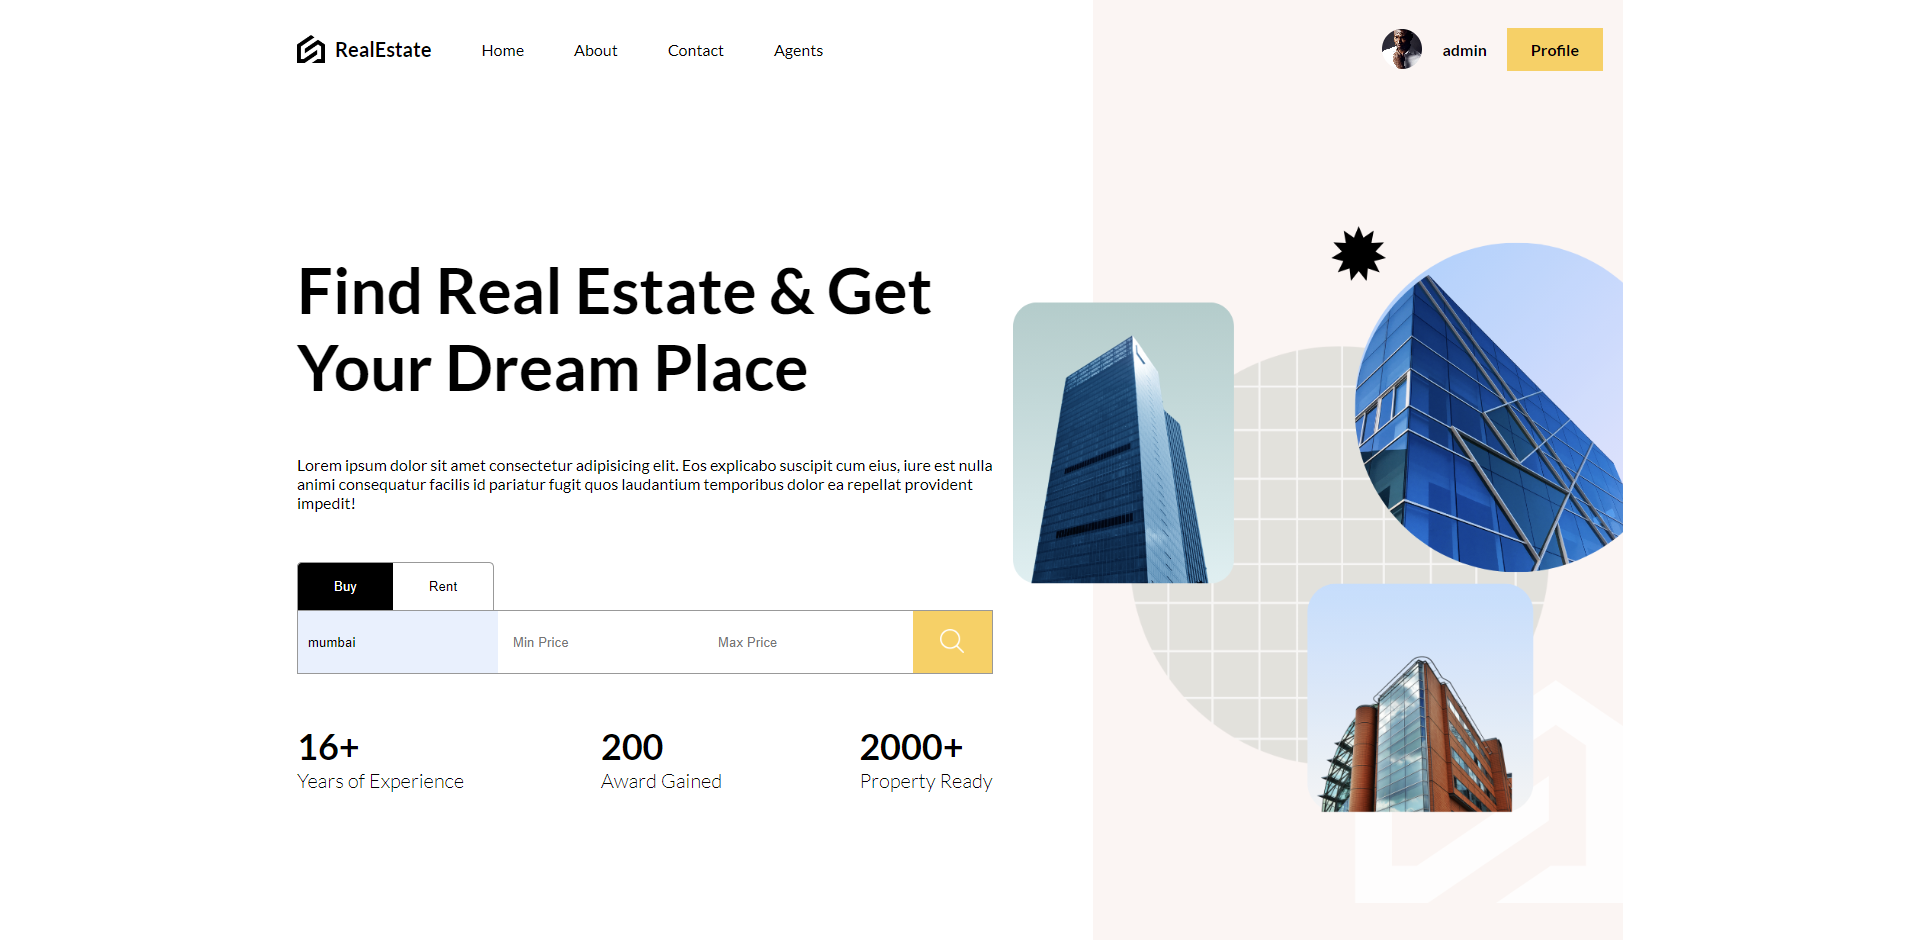 RealEstate
Home
About
Contact
Agents
admin
Profile
Find Real Estate & Get
Your Dream Place
Lorem ipsum dolor sit amet consectetur adipisicing elit. Eos explicabo suscipit cum eius, iure est nulla
animi consequatur facilis id pariatur fugit quos laudantium temporibus dolor ea repellat provident
impedit!
Buy
Rent
mumbai
Min Price
Max Price
16+
Years of Experience
200
Award Gained
2000+
Property Ready